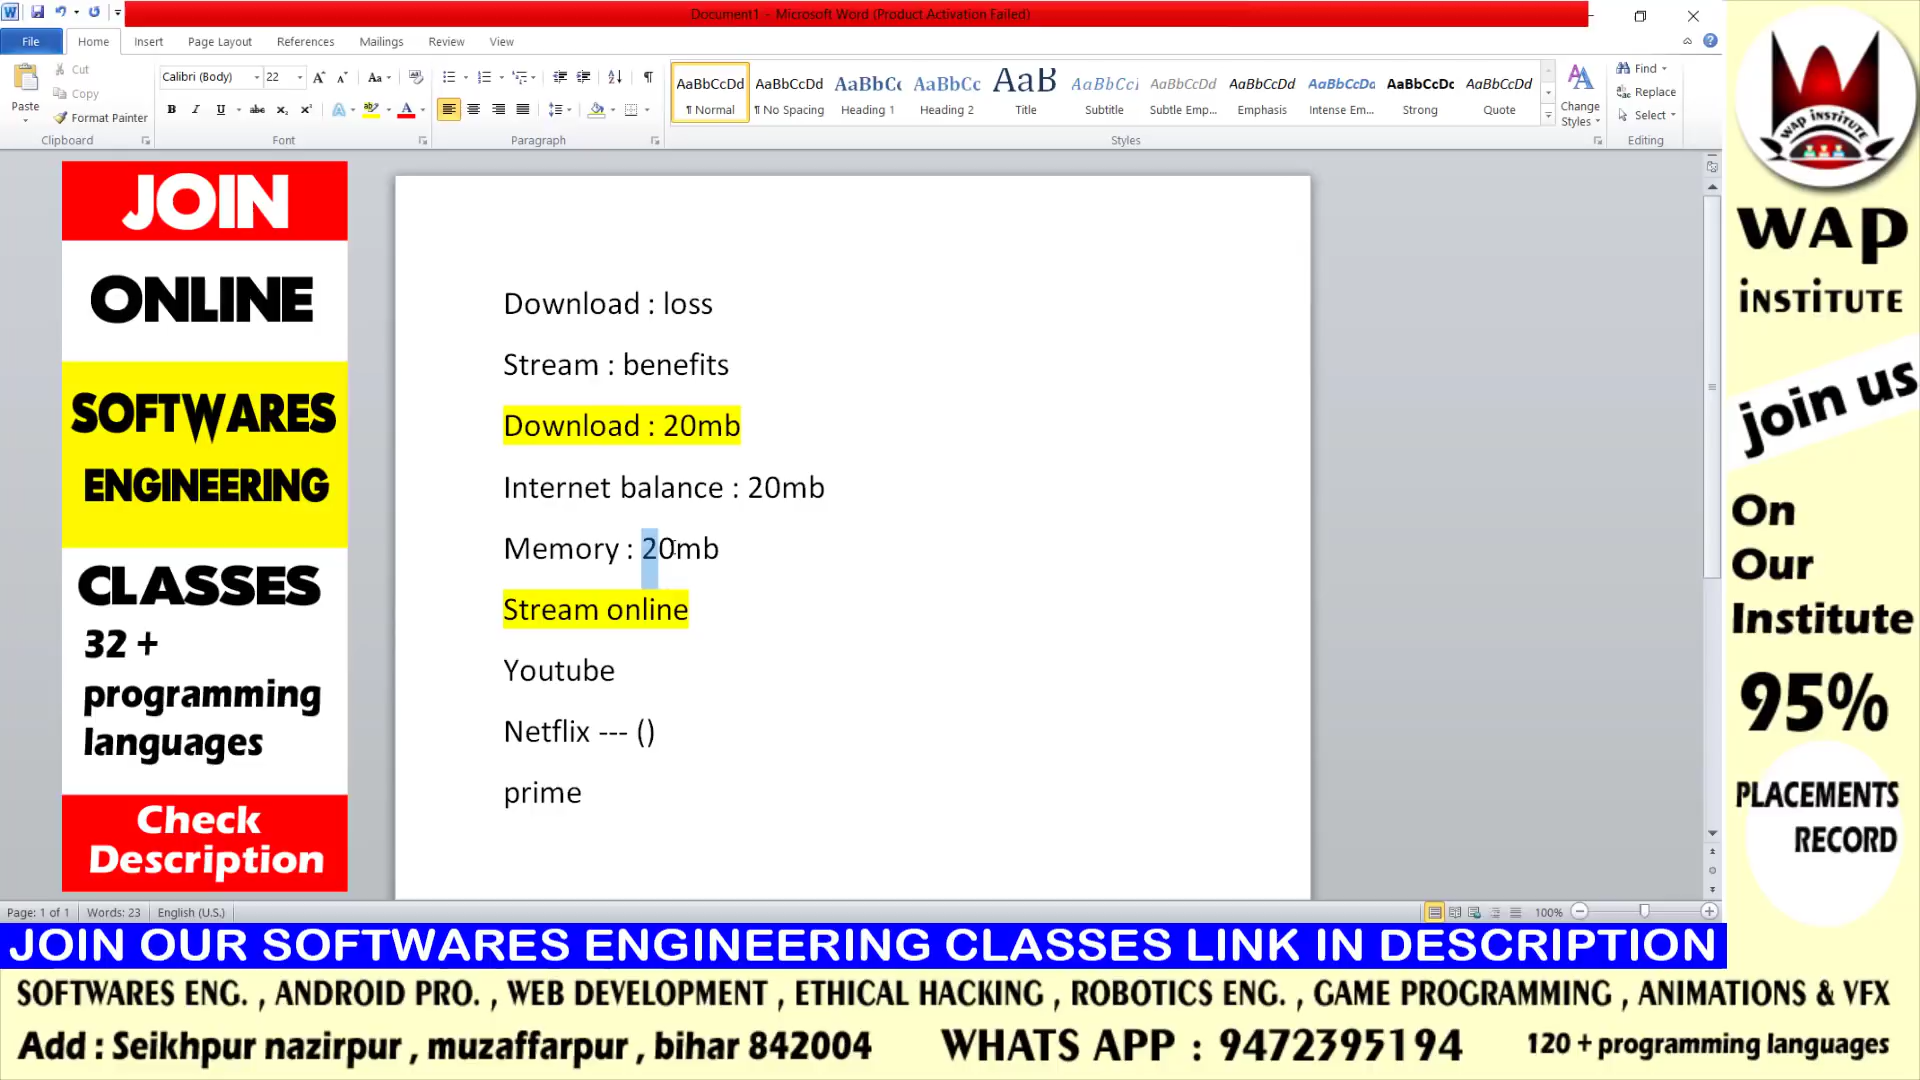 Document1 - Microsoft Word (Product Activation Failed)
File Home Insert Page Layout References Mailings Review View
Paste
Cut
Copy
Format Painter
Clipboard
Calibri (Body) 22
Font
Paragraph
AaBbCcDd
¶ Normal
AaBbCcDd
¶ No Spacing
AaBbCc
Heading 1
AaBbCc
Heading 2
AaB
Title
AaBbCcI
Subtitle
AaBbCcDd
Subtle Emp...
AaBbCcDd
Emphasis
AaBbCcDd
Intense Em...
AaBbCcDc
Strong
AaBbCcDd
Quote
Change Styles
Styles
Find
Replace
Select
Editing
JOIN
ONLINE
SOFTWARES
ENGINEERING
CLASSES
32 +
programming
languages
Check
Description
Download : loss
Stream : benefits
Download : 20mb
Internet balance : 20mb
Memory : 20mb
Stream online
Youtube
Netflix --- ()
prime
wap institute
WAP
institute
join us
On
Our
Institute
95%
PLACEMENTS
RECORD
Page: 1 of 1 Words: 23 English (U.S.) 100%
JOIN OUR SOFTWARES ENGINEERING CLASSES LINK IN DESCRIPTION
SOFTWARES ENG. , ANDROID PRO. , WEB DEVELOPMENT , ETHICAL HACKING , ROBOTICS ENG. , GAME PROGRAMMING , ANIMATIONS & VFX
Add : Seikhpur nazirpur , muzaffarpur , bihar 842004 WHATS APP : 9472395194 120 + programming languages